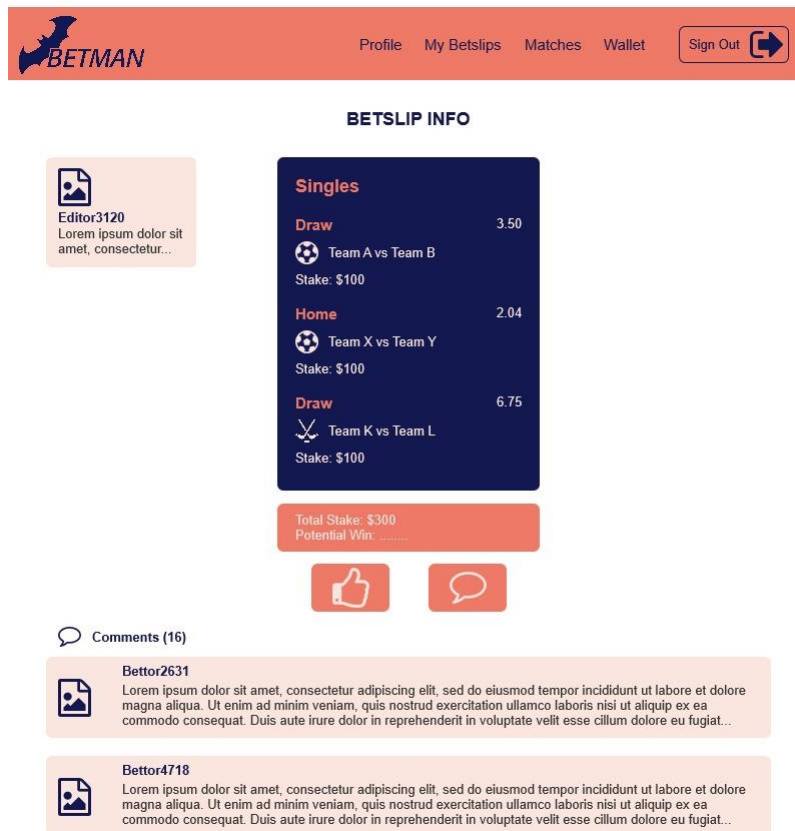 BETMAN
Profile My Betslips Matches Wallet Sign Out
BETSLIP INFO
Editor3120
Lorem ipsum dolor sit
amet, consectetur...
Singles
Draw 3.50
Team A vs Team B
Stake: $100
Home 2.04
Team X vs Team Y
Stake: $100
Draw 6.75
Team K vs Team L
Stake: $100
Total Stake: $300
Potential Win: ........
Comments (16)
Bettor2631
Lorem ipsum dolor sit amet, consectetur adipiscing elit, sed do eiusmod tempor incididunt ut labore et dolore
magna aliqua. Ut enim ad minim veniam, quis nostrud exercitation ullamco laboris nisi ut aliquip ex ea
commodo consequat. Duis aute irure dolor in reprehenderit in voluptate velit esse cillum dolore eu fugiat...
Bettor4718
Lorem ipsum dolor sit amet, consectetur adipiscing elit, sed do eiusmod tempor incididunt ut labore et dolore
magna aliqua. Ut enim ad minim veniam, quis nostrud exercitation ullamco laboris nisi ut aliquip ex ea
commodo consequat. Duis aute irure dolor in reprehenderit in voluptate velit esse cillum dolore eu fugiat...